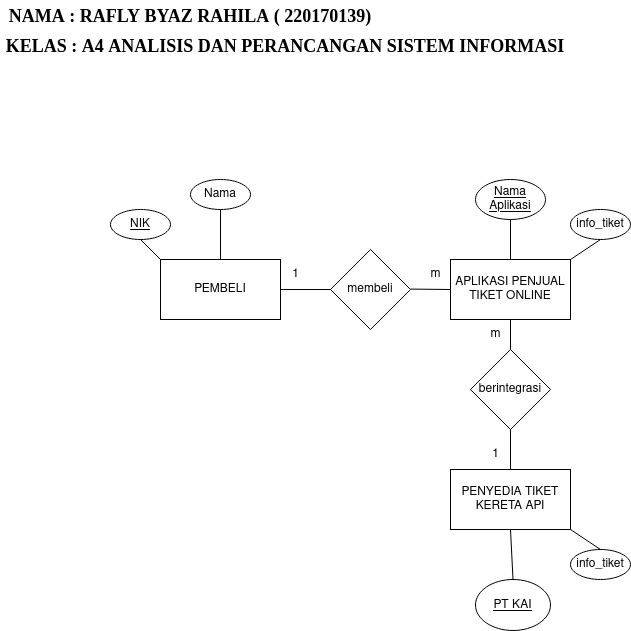 NAMA : RAFLY BYAZ RAHILA ( 220170139)
KELAS : A4 ANALISIS DAN PERANCANGAN SISTEM INFORMASI
Nama
NIK
Nama
Aplikasi
info_tiket
PEMBELI
1
membeli
m
APLIKASI PENJUAL
TIKET ONLINE
m
berintegrasi
1
PENYEDIA TIKET
KERETA API
info_tiket
PT KAI